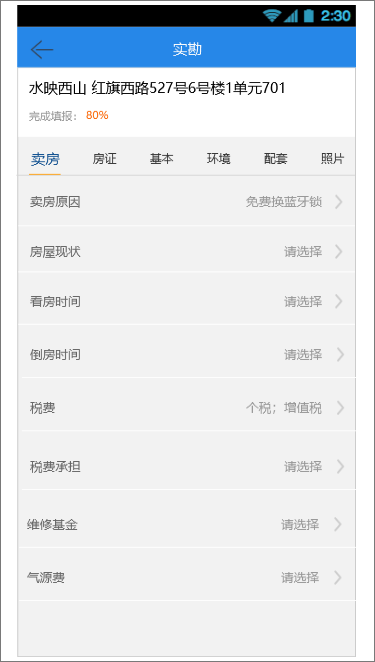 2:30
实勘
水映西山 红旗西路527号6号楼1单元701
完成填报： 80%
卖房 房证 基本 环境 配套 照片
卖房原因 免费换蓝牙锁
房屋现状 请选择
看房时间 请选择
倒房时间 请选择
税费 个税；增值税
税费承担 请选择
维修基金 请选择
气源费 请选择